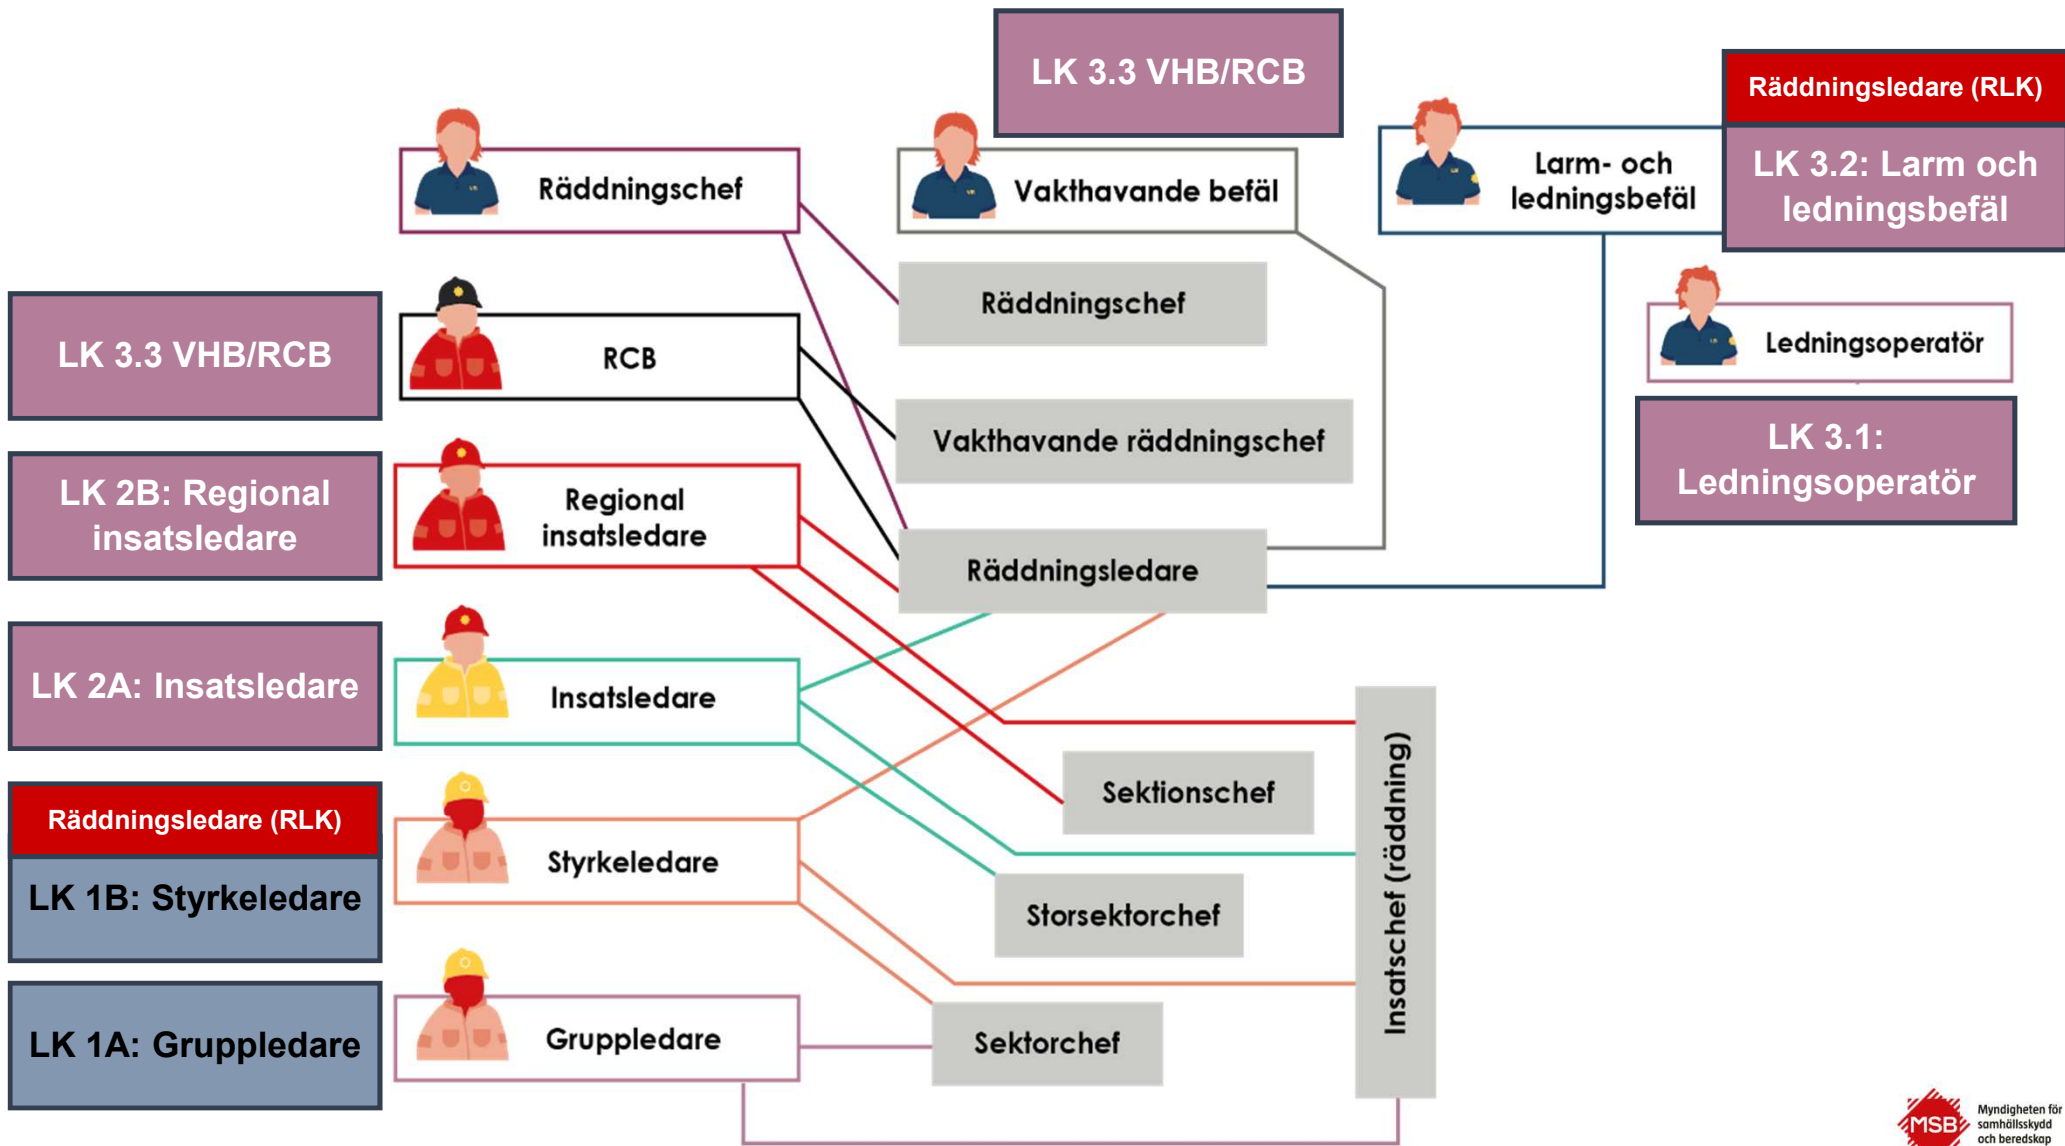 LK 3.3 VHB/RCB
Räddningsledare (RLK)
LK 3.2: Larm och
ledningsbefäl
Räddningschef
Vakthavande befäl
Larm- och
ledningsbefäl
Räddningschef
Ledningsoperatör
LK 3.3 VHB/RCB
RCB
LK 3.1:
Ledningsoperatör
Vakthavande räddningschef
LK 2B: Regional
insatsledare
Regional
insatsledare
Räddningsledare
LK 2A: Insatsledare
Insatsledare
Sektionschef
Insatschef (räddning)
Räddningsledare (RLK)
LK 1B: Styrkeledare
Styrkeledare
Storsektorchef
LK 1A: Gruppledare
Gruppledare
Sektorchef
MSB
Myndigheten för
samhällsskydd
och beredskap